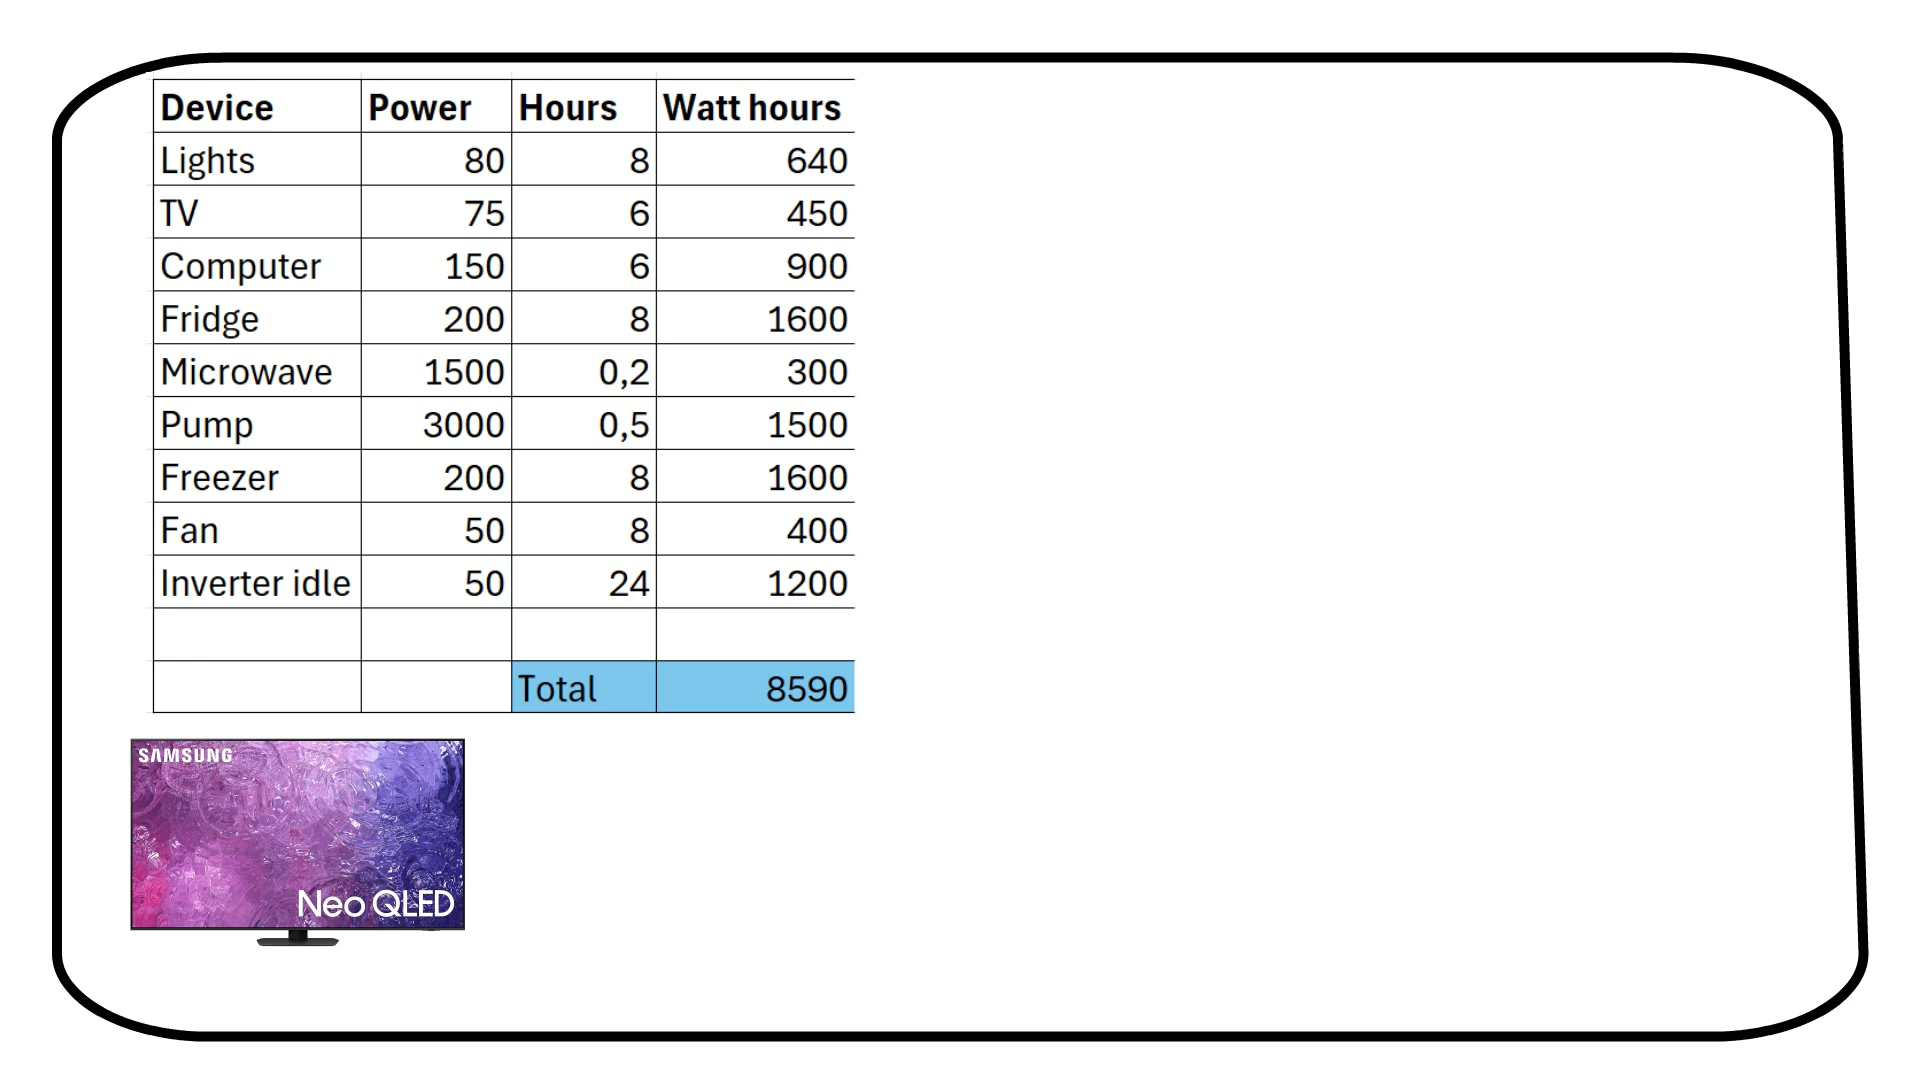 Device Power Hours Watt hours
Lights 80 8 640
TV 75 6 450
Computer 150 6 900
Fridge 200 8 1600
Microwave 1500 0,2 300
Pump 3000 0,5 1500
Freezer 200 8 1600
Fan 50 8 400
Inverter idle 50 24 1200
Total 8590
SAMSUNG
Neo QLED